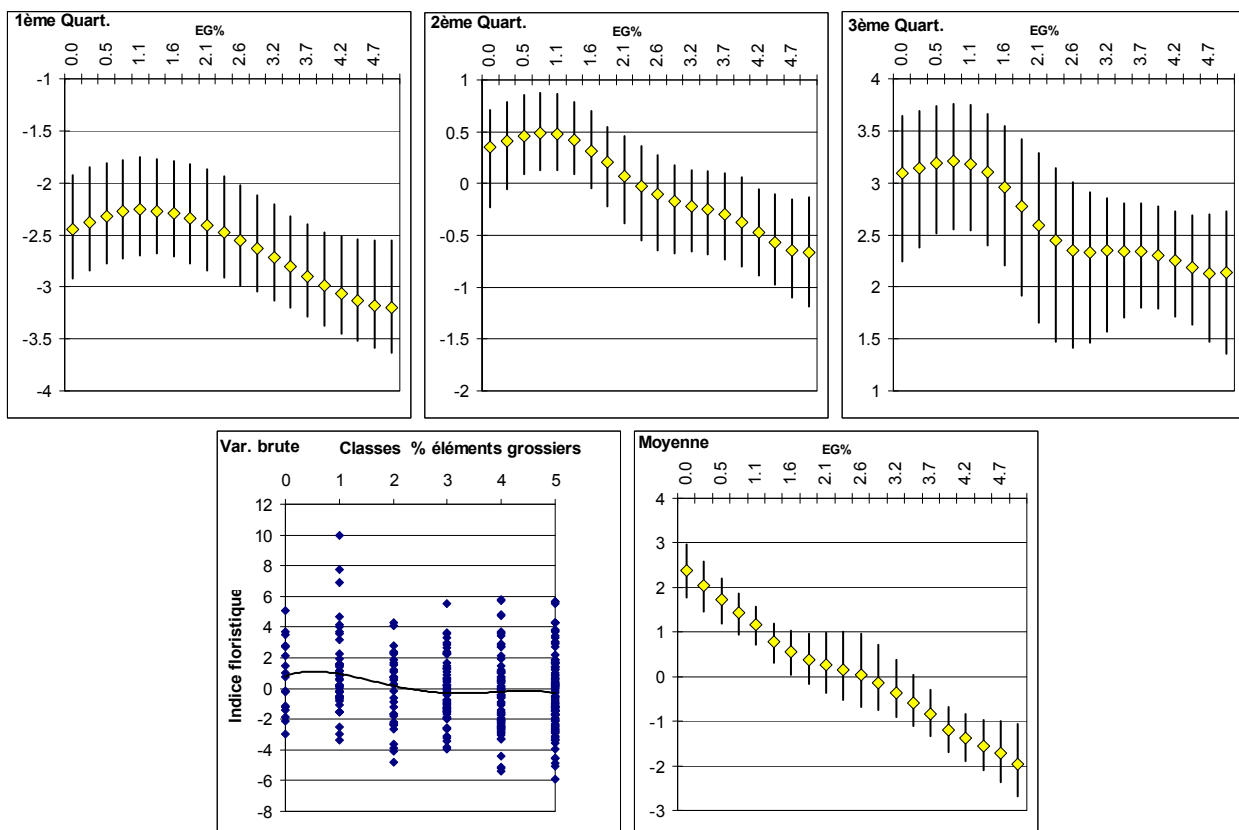 1ème Quart.
EG%
0.0 0.5 1.1 1.6 2.1 2.6 3.2 3.7 4.2 4.7
-1
-1.5
-2
-2.5
-3
-3.5
-4
2ème Quart.
EG%
0.0 0.5 1.1 1.6 2.1 2.6 3.2 3.7 4.2 4.7
1
0.5
0
-0.5
-1
-1.5
-2
3ème Quart.
EG%
0.0 0.5 1.1 1.6 2.1 2.6 3.2 3.7 4.2 4.7
4
3.5
3
2.5
2
1.5
1
Var. brute
Classes % éléments grossiers
0 1 2 3 4 5
12
10
8
6
4
2
0
-2
-4
-6
-8
Indice floristique
Moyenne
EG%
0.0 0.5 1.1 1.6 2.1 2.6 3.2 3.7 4.2 4.7
4
3
2
1
0
-1
-2
-3